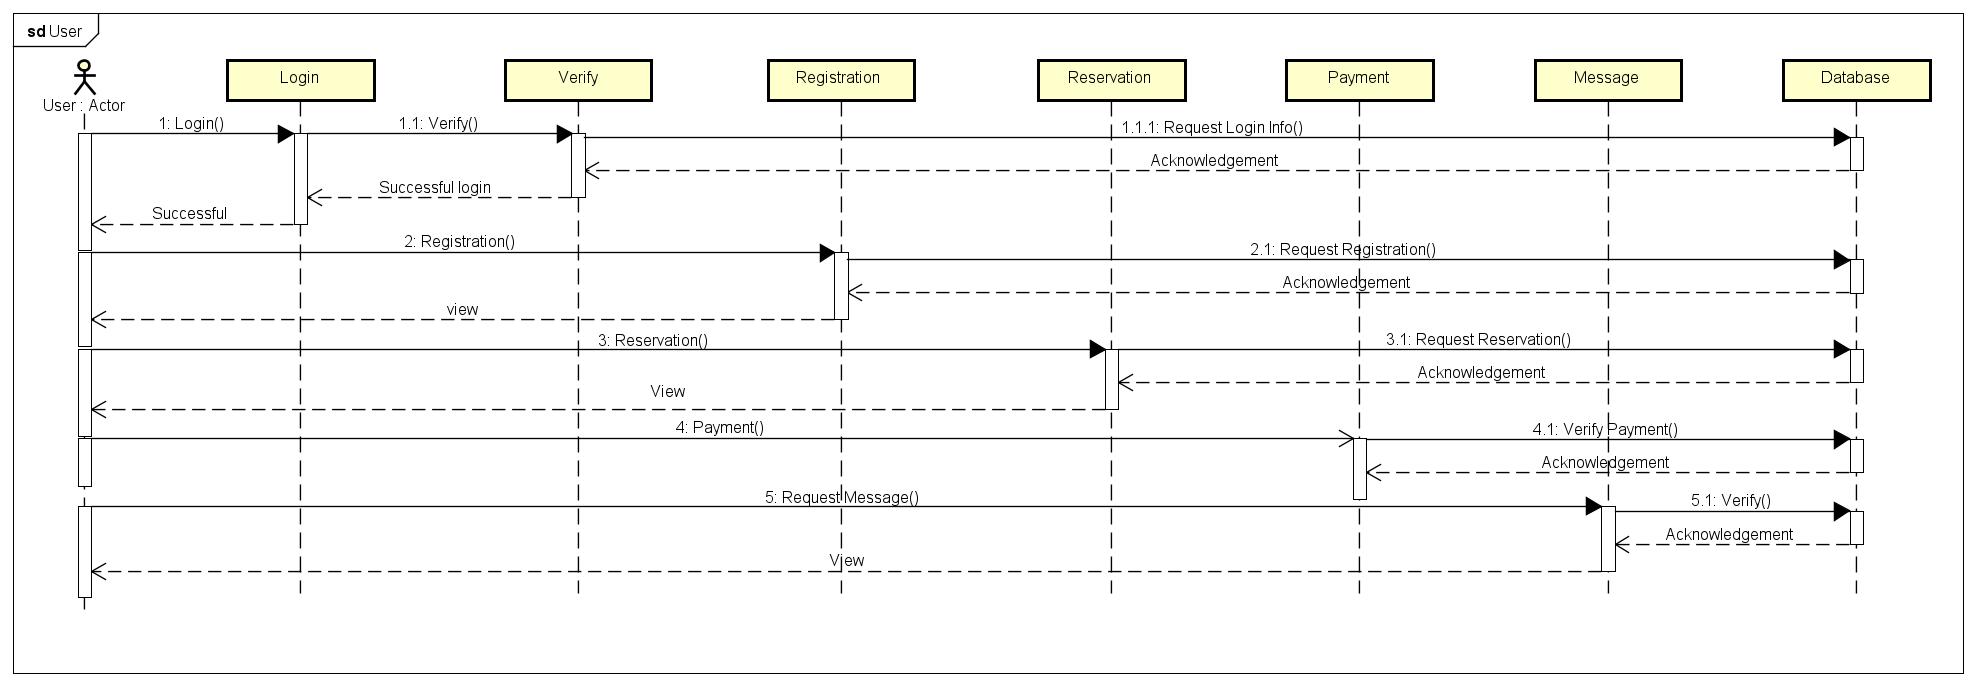 sd User
User : Actor
Login
Verify
Registration
Reservation
Payment
Message
Database
1: Login()
1.1: Verify()
1.1.1: Request Login Info()
Acknowledgement
Successful login
Successful
2: Registration()
2.1: Request Registration()
Acknowledgement
view
3: Reservation()
3.1: Request Reservation()
Acknowledgement
View
4: Payment()
4.1: Verify Payment()
Acknowledgement
5: Request Message()
5.1: Verify()
Acknowledgement
View